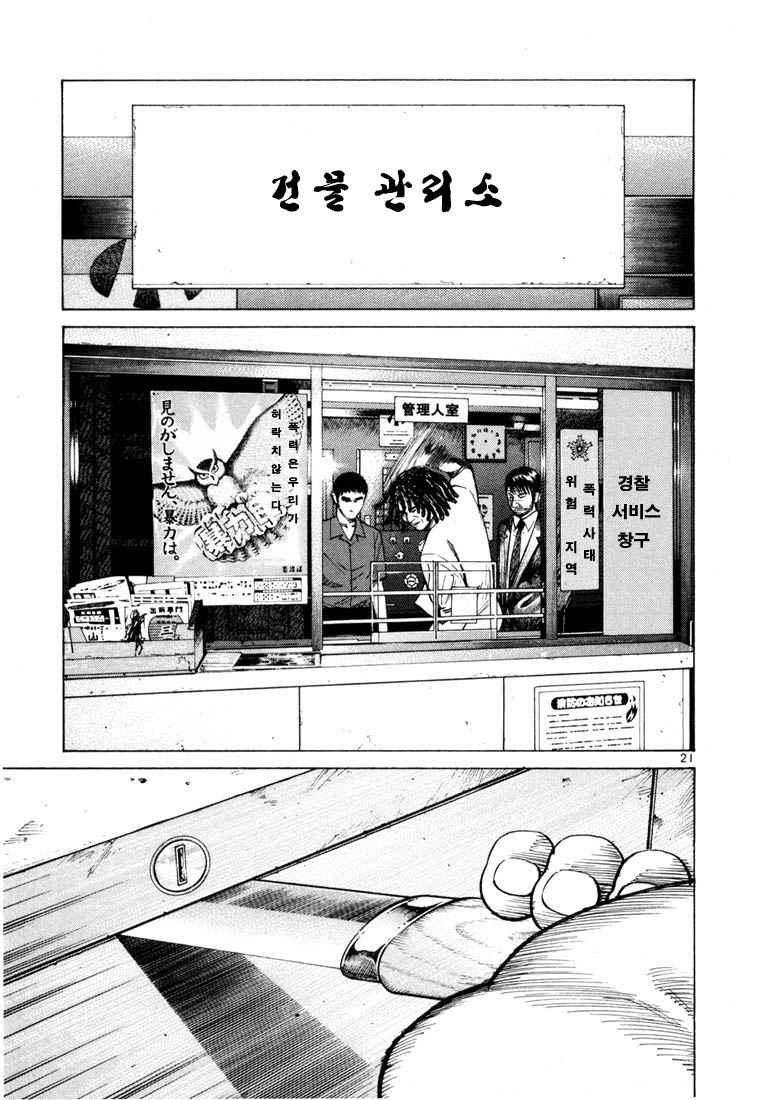 건물 관리소
見のがしません、暴力は。
폭력은 우리가
허락치않는다
管理人室
폭력사태
위험 지역
경찰
서비스
창구
21